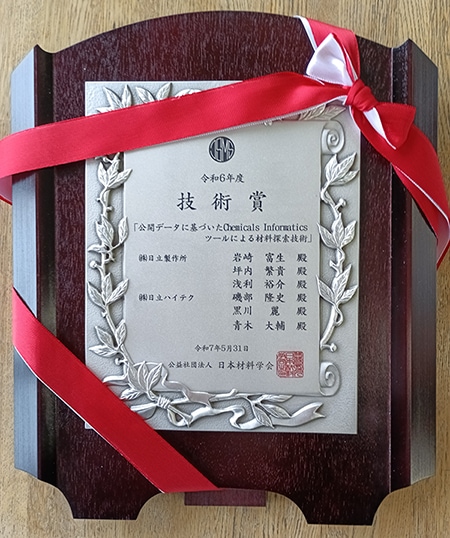 JSMS
令和6年度
技術賞
「公開データに基づいたChemicals Informatics
ツールによる材料探索技術」
㈱日立製作所 岩崎 富生 殿
坪内 繁貴 殿
浅利 裕介 殿
㈱日立ハイテク 磯部 隆史 殿
黒川 麗 殿
青木 大輔 殿
令和7年5月31日
公益社団法人 日本材料学会